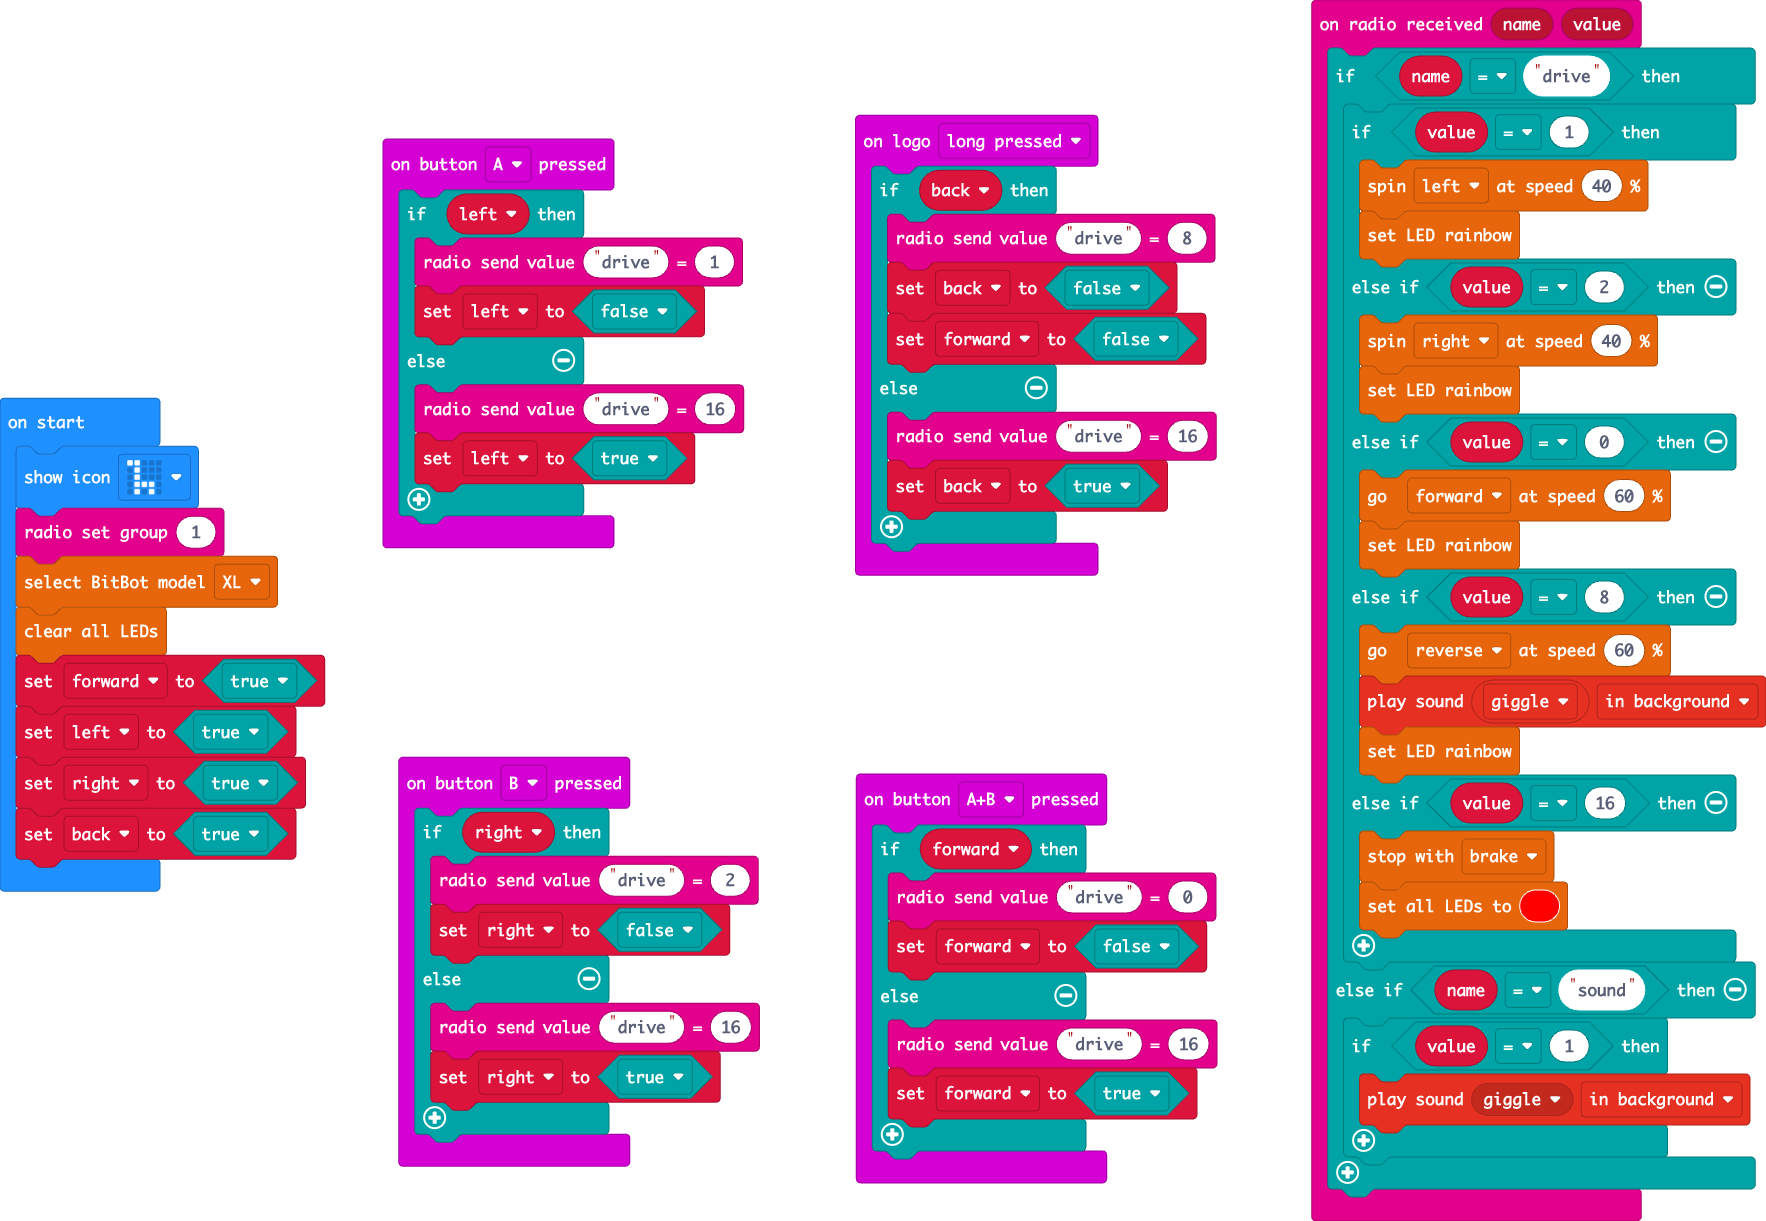 on start
show icon
radio set group 1
select BitBot model XL
clear all LEDs
set forward to true
set left to true
set right to true
set back to true
on button A pressed
if left then
radio send value "drive" = 1
set left to false
else
radio send value "drive" = 16
set left to true
on button B pressed
if right then
radio send value "drive" = 2
set right to false
else
radio send value "drive" = 16
set right to true
on logo long pressed
if back then
radio send value "drive" = 8
set back to false
set forward to false
else
radio send value "drive" = 16
set back to true
on button A+B pressed
if forward then
radio send value "drive" = 0
set forward to false
else
radio send value "drive" = 16
set forward to true
on radio received name value
if name = "drive" then
if value = 1 then
spin left at speed 40 %
set LED rainbow
else if value = 2 then
spin right at speed 40 %
set LED rainbow
else if value = 0 then
go forward at speed 60 %
set LED rainbow
else if value = 8 then
go reverse at speed 60 %
play sound giggle in background
set LED rainbow
else if value = 16 then
stop with brake
set all LEDs to
else if name = "sound" then
if value = 1 then
play sound giggle in background